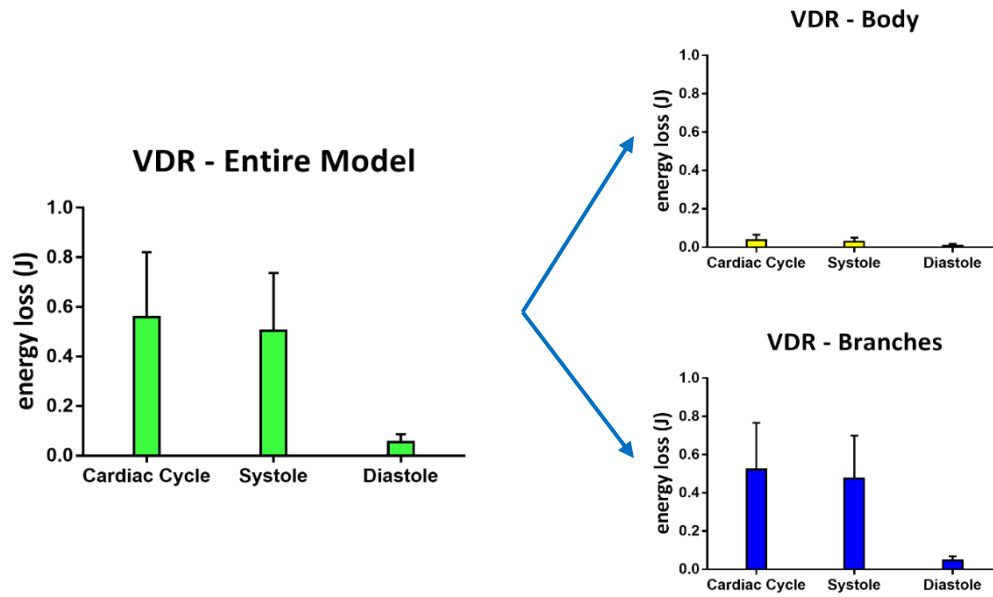 VDR - Entire Model
energy loss (J)
1.0
0.8
0.6
0.4
0.2
0.0
Cardiac Cycle Systole Diastole
VDR - Body
energy loss (J)
1.0
0.8
0.6
0.4
0.2
0.0
Cardiac Cycle Systole Diastole
VDR - Branches
energy loss (J)
1.0
0.8
0.6
0.4
0.2
0.0
Cardiac Cycle Systole Diastole